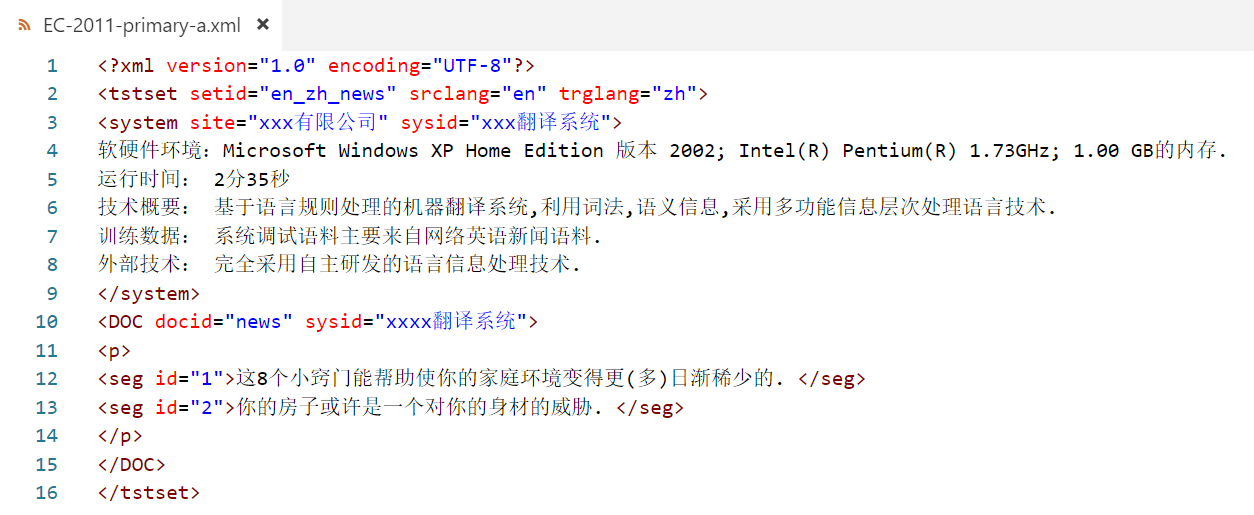 EC-2011-primary-a.xml ×
1 <?xml version="1.0" encoding="UTF-8"?>
2 <tstset setid="en_zh_news" srclang="en" trglang="zh">
3 <system site="xxx有限公司" sysid="xxx翻译系统">
4 软硬件环境：Microsoft Windows XP Home Edition 版本 2002; Intel(R) Pentium(R) 1.73GHz; 1.00 GB的内存.
5 运行时间： 2分35秒
6 技术概要： 基于语言规则处理的机器翻译系统,利用词法,语义信息,采用多功能信息层次处理语言技术.
7 训练数据： 系统调试语料主要来自网络英语新闻语料.
8 外部技术： 完全采用自主研发的语言信息处理技术.
9 </system>
10 <DOC docid="news" sysid="xxxx翻译系统">
11 <p>
12 <seg id="1">这8个小窍门能帮助使你的家庭环境变得更(多)日渐稀少的. </seg>
13 <seg id="2">你的房子或许是一个对你的身材的威胁. </seg>
14 </p>
15 </DOC>
16 </tstset>